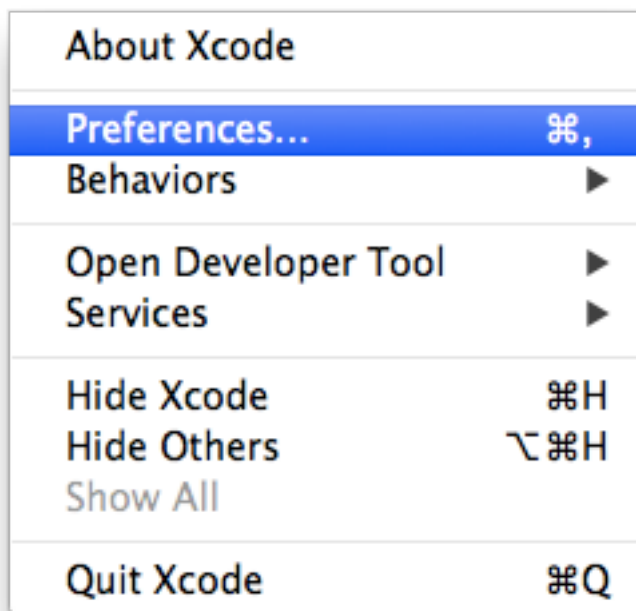 About Xcode
Preferences... ⌘,
Behaviors ▶
Open Developer Tool ▶
Services ▶
Hide Xcode ⌘H
Hide Others ⌥⌘H
Show All
Quit Xcode ⌘Q